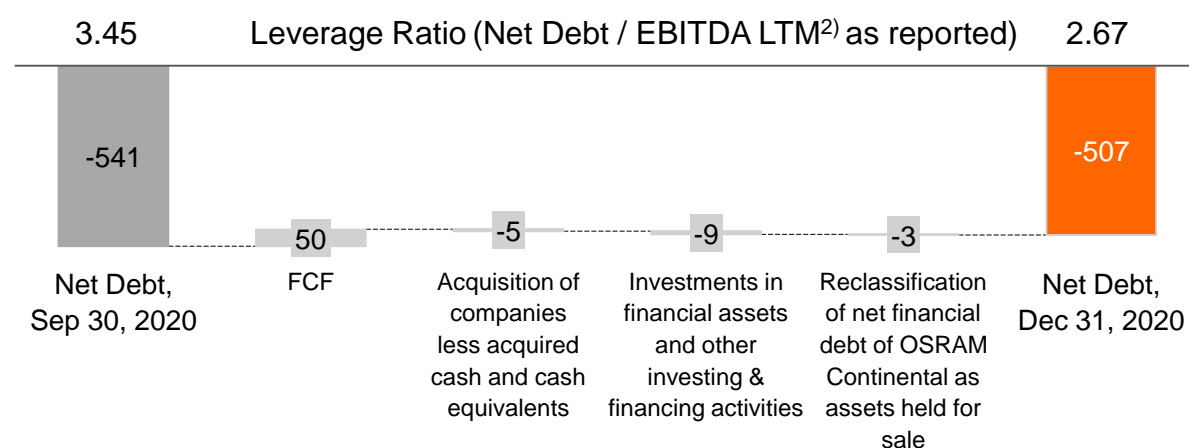 3.45 Leverage Ratio (Net Debt / EBITDA LTM2) as reported) 2.67
-541
50
-5
-9
-3
-507
Net Debt,
Sep 30, 2020
FCF
Acquisition of
companies
less acquired
cash and cash
equivalents
Investments in
financial assets
and other
investing &
financing activities
Reclassification
of net financial
debt of OSRAM
Continental as
assets held for
sale
Net Debt,
Dec 31, 2020